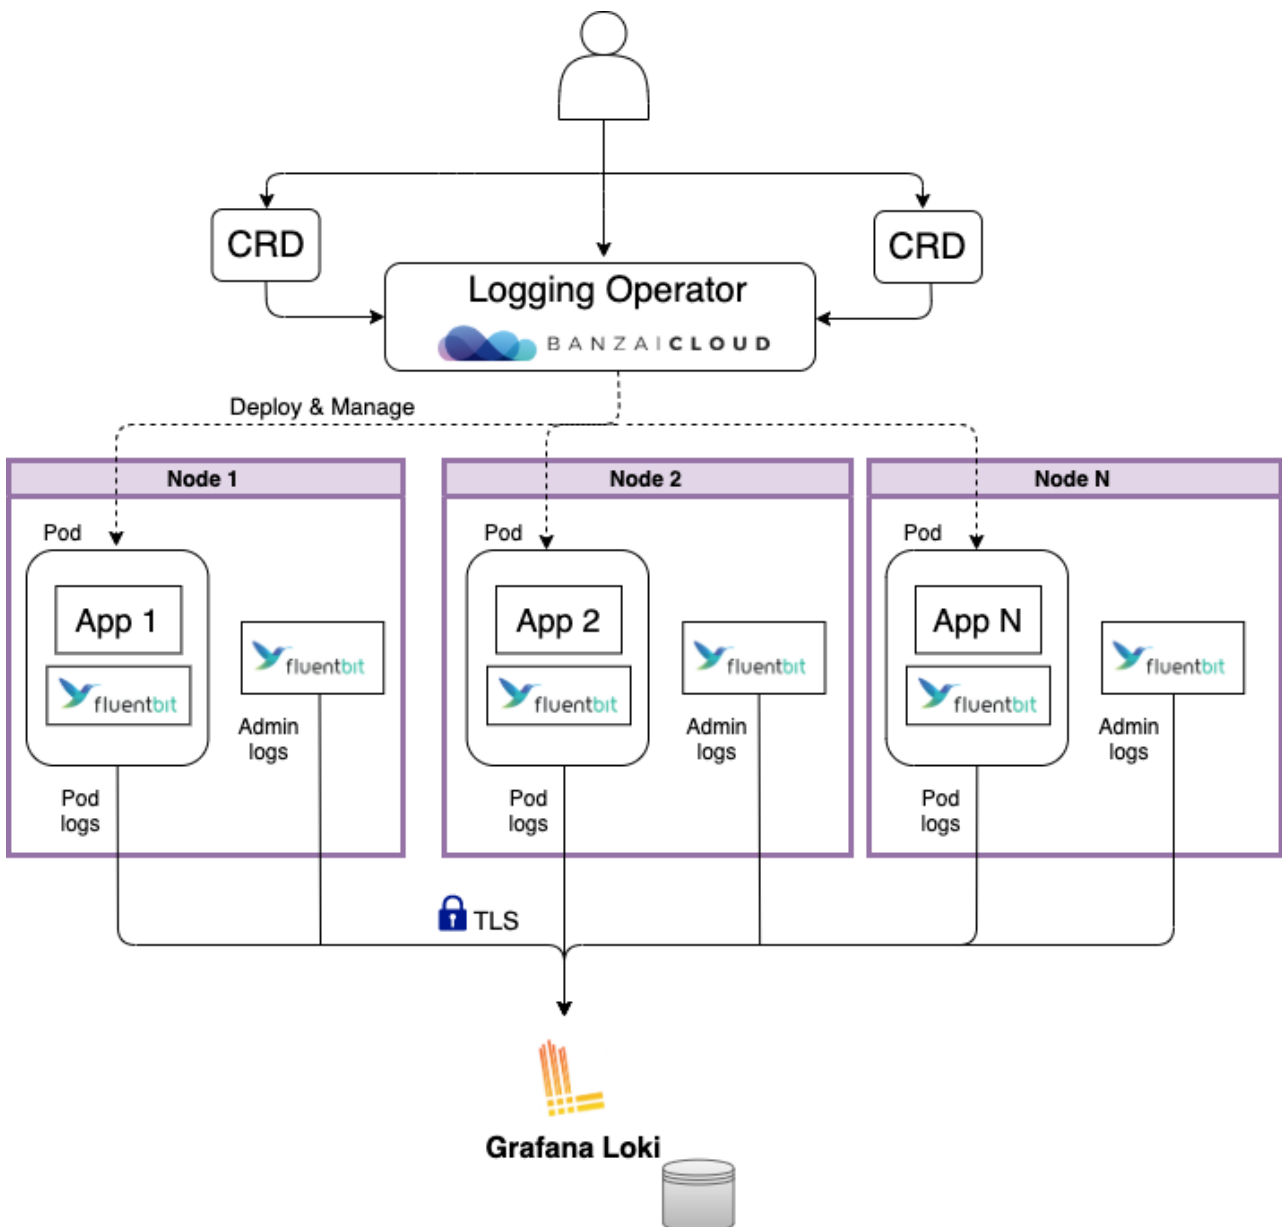 CRD
CRD
Logging Operator
BANZAICLOUD
Deploy & Manage
Node 1
Node 2
Node N
Pod
Pod
Pod
App 1
App 2
App N
fluentbit
fluentbit
fluentbit
fluentbit
fluentbit
fluentbit
Admin
logs
Admin
logs
Admin
logs
Pod
logs
Pod
logs
Pod
logs
TLS
Grafana Loki